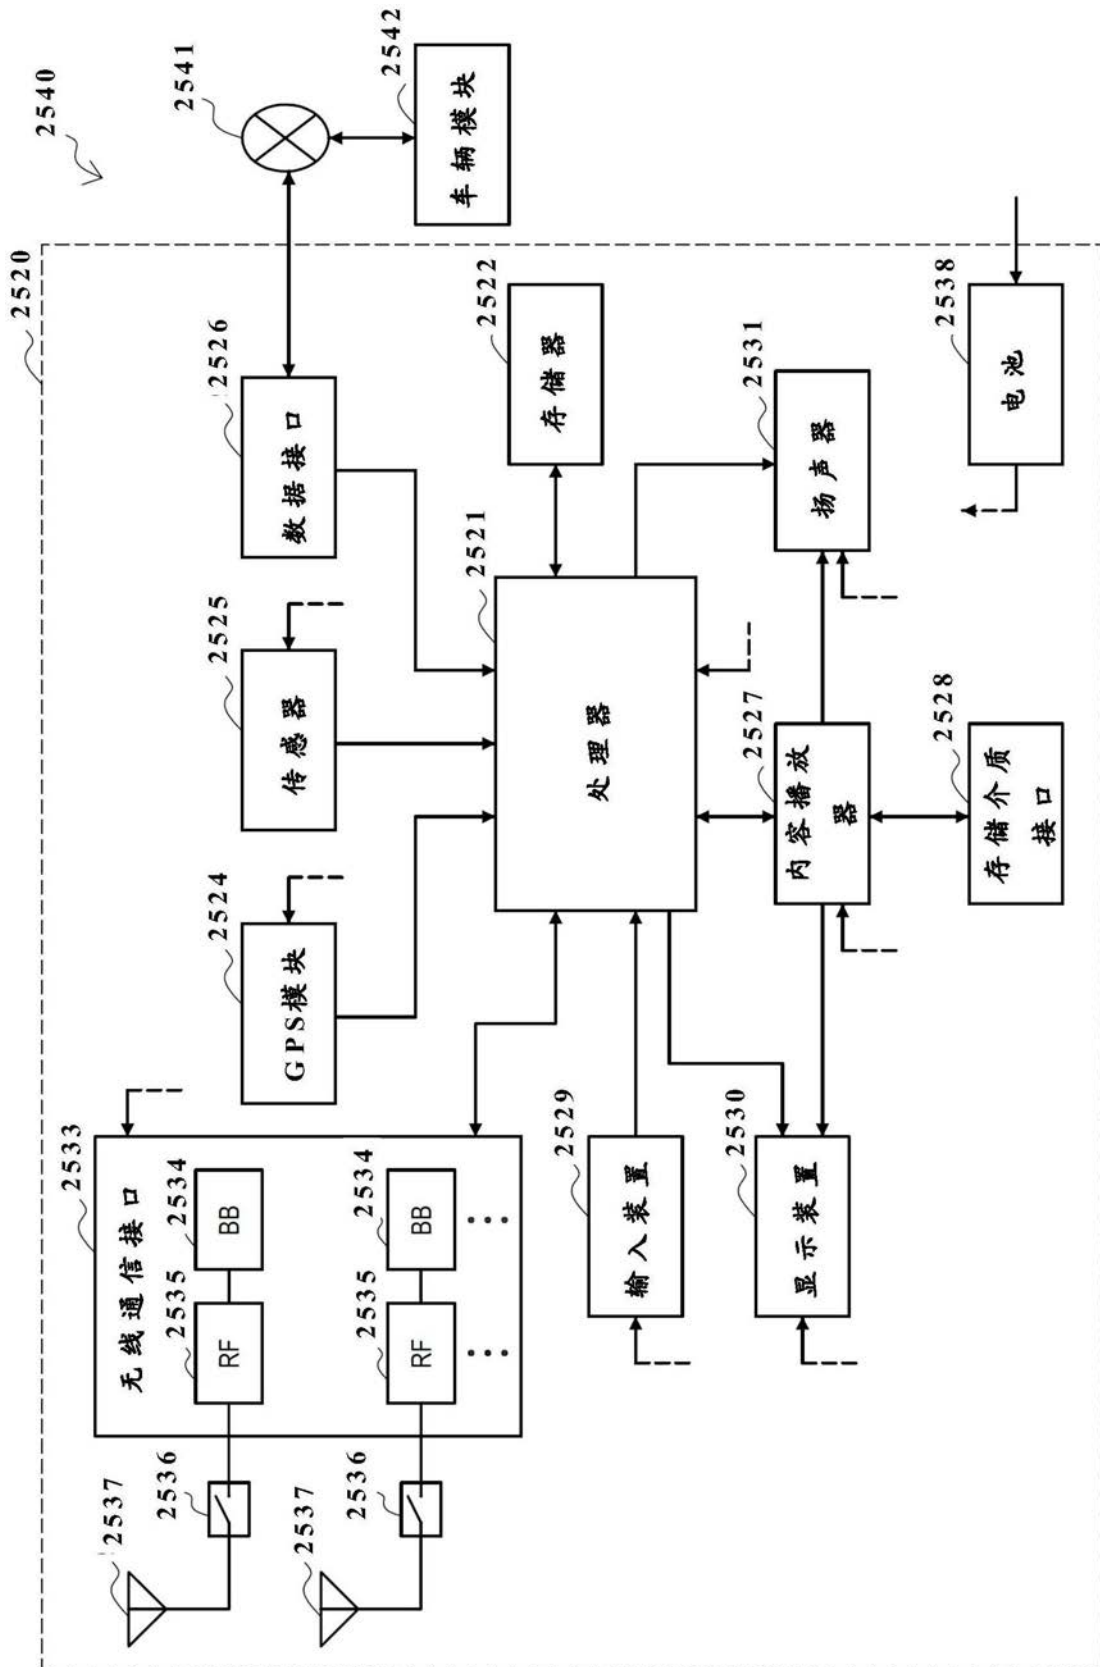 2520
2540
2533
无线通信接口
2537
2536
2535
RF
2534
BB
2537
2536
2535
RF
2534
BB
2524
GPS模块
2525
传感器
2526
数据接口
2541
2542
车辆模块
2521
处理器
2522
存储器
2529
输入装置
2530
显示装置
2527
内容播放
器
2531
扬声器
2528
存储介质
接口
2538
电池